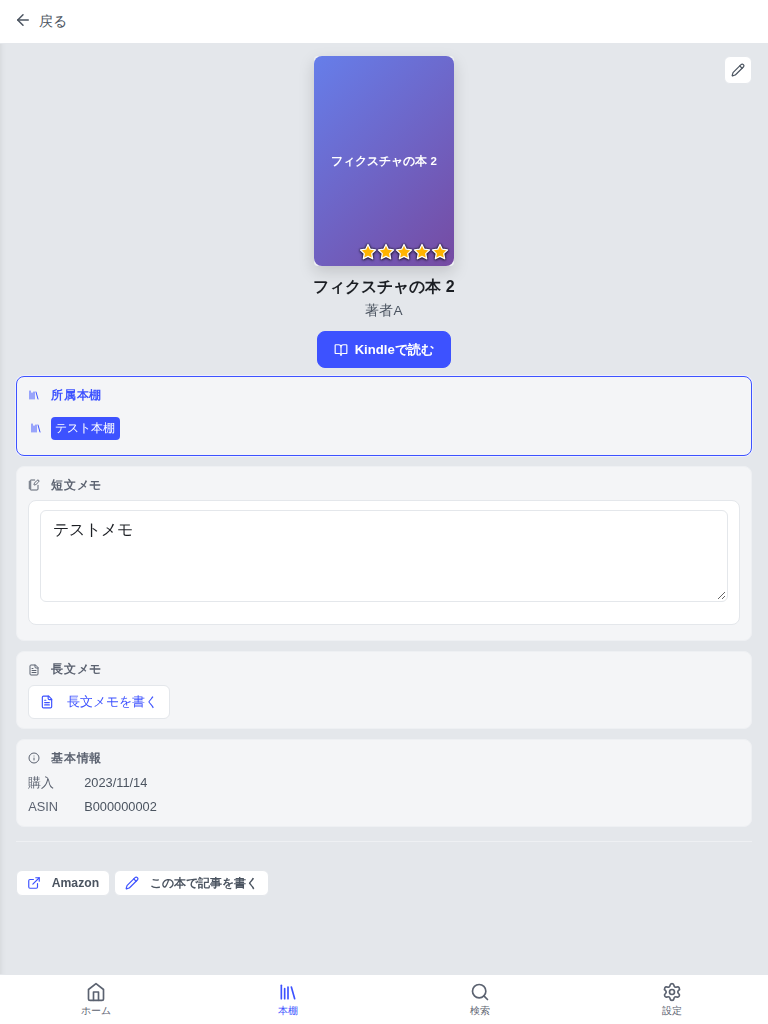 戻る
フィクスチャの本 2
フィクスチャの本 2
著者A
Kindleで読む
所属本棚
テスト本棚
短文メモ
テストメモ
長文メモ
長文メモを書く
基本情報
購入 2023/11/14
ASIN B000000002
Amazon この本で記事を書く
ホーム 本棚 検索 設定